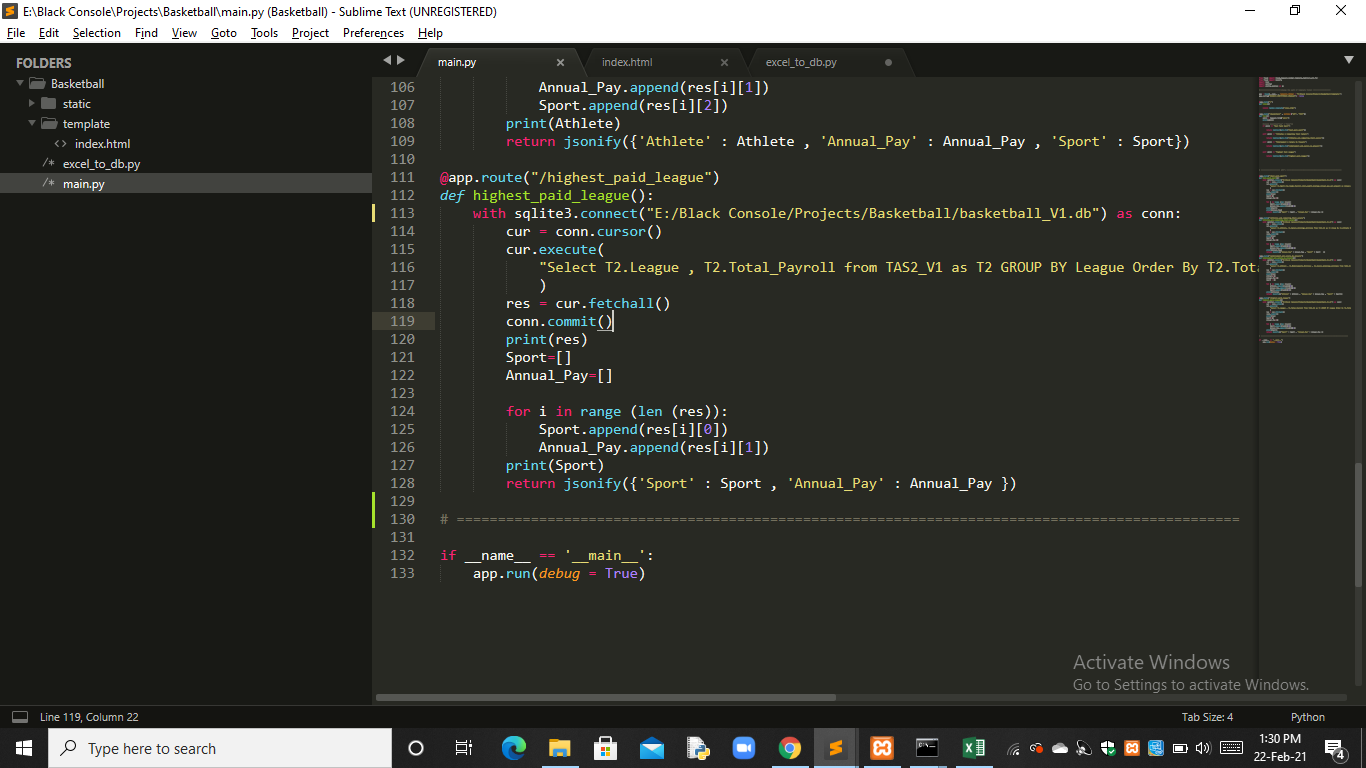 E:\Black Console\Projects\Basketball\main.py (Basketball) - Sublime Text (UNREGISTERED)
File Edit Selection Find View Goto Tools Project Preferences Help
FOLDERS
Basketball
static
template
<> index.html
/* excel_to_db.py
/* main.py
main.py × index.html × excel_to_db.py
106 Annual_Pay.append(res[i][1])
107 Sport.append(res[i][2])
108 print(Athlete)
109 return jsonify({'Athlete' : Athlete , 'Annual_Pay' : Annual_Pay , 'Sport' : Sport})
110
111 @app.route("/highest_paid_league")
112 def highest_paid_league():
113 with sqlite3.connect("E:/Black Console/Projects/Basketball/basketball_V1.db") as conn:
114 cur = conn.cursor()
115 cur.execute(
116 "Select T2.League , T2.Total_Payroll from TAS2_V1 as T2 GROUP BY League Order By T2.Tot
117 )
118 res = cur.fetchall()
119 conn.commit()
120 print(res)
121 Sport=[]
122 Annual_Pay=[]
123
124 for i in range (len (res)):
125 Sport.append(res[i][0])
126 Annual_Pay.append(res[i][1])
127 print(Sport)
128 return jsonify({'Sport' : Sport , 'Annual_Pay' : Annual_Pay })
129
130 # ===============================================================================================
131
132 if __name__ == '__main__':
133 app.run(debug = True)
Activate Windows
Go to Settings to activate Windows.
Line 119, Column 22 Tab Size: 4 Python
Type here to search
1:30 PM
22-Feb-21
4